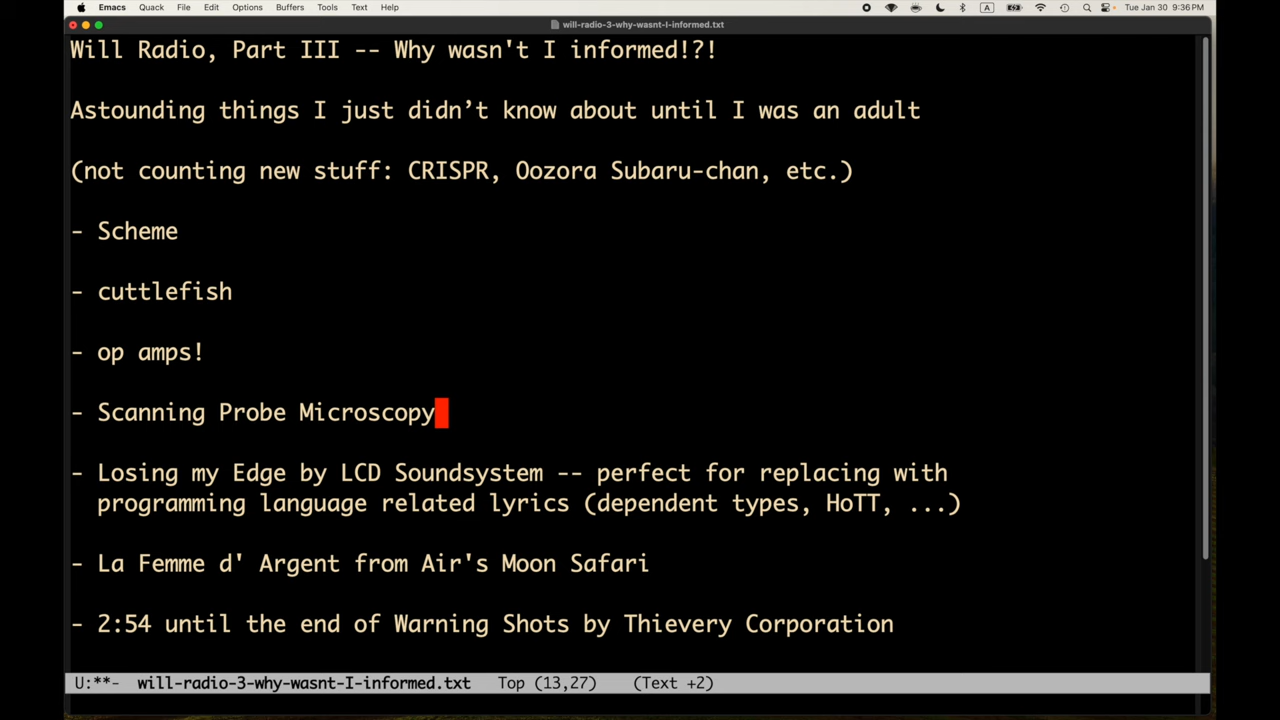 Emacs Quack File Edit Options Buffers Tools Text Help A Tue Jan 30 9:36 PM
will-radio-3-why-wasnt-I-informed.txt
Will Radio, Part III -- Why wasn't I informed!?!
Astounding things I just didn’t know about until I was an adult
(not counting new stuff: CRISPR, Oozora Subaru-chan, etc.)
- Scheme
- cuttlefish
- op amps!
- Scanning Probe Microscopy
- Losing my Edge by LCD Soundsystem -- perfect for replacing with
programming language related lyrics (dependent types, HoTT, ...)
- La Femme d' Argent from Air's Moon Safari
- 2:54 until the end of Warning Shots by Thievery Corporation
U:**- will-radio-3-why-wasnt-I-informed.txt Top (13,27) (Text +2)